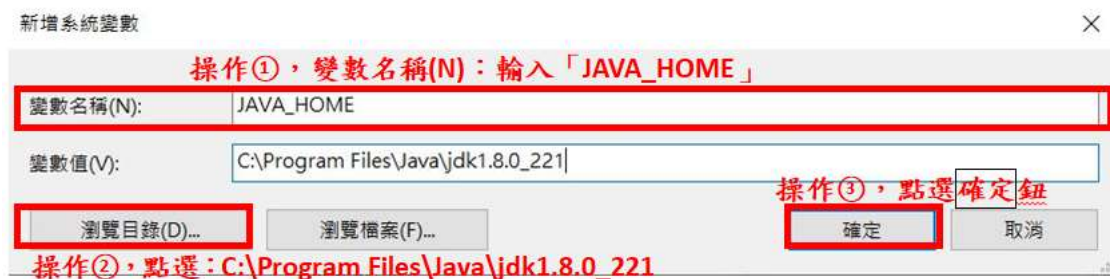 新增系統變數
操作①，變數名稱(N)：輸入「JAVA_HOME」
變數名稱(N): JAVA_HOME
變數值(V): C:\Program Files\Java\jdk1.8.0_221
操作③，點選確定鈕
瀏覽目錄(D)... 瀏覽檔案(F)... 確定 取消
操作②，點選：C:\Program Files\Java\jdk1.8.0_221